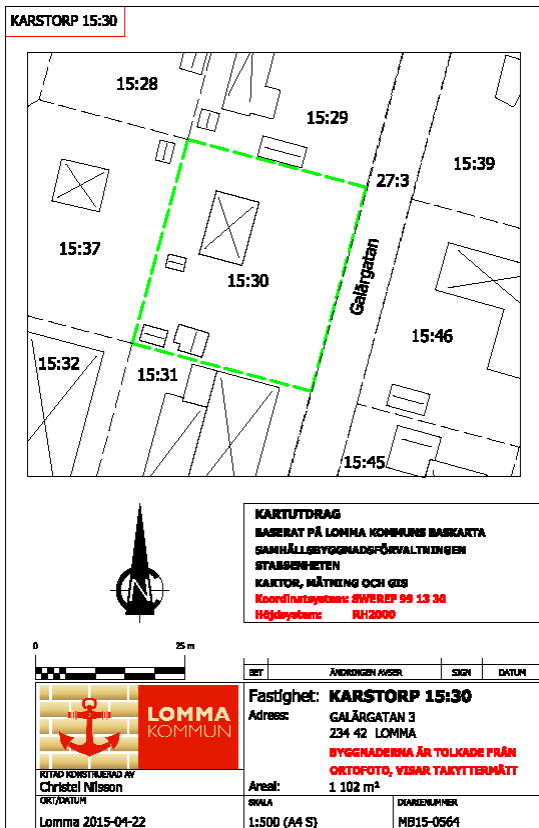 KARSTORP 15:30
15:28
15:29
27:3
15:39
15:37
15:30
Galärgatan
15:46
15:32
15:31
15:45
N
KARTUTDRAG
BASERAT PÅ LOMMA KOMMUNS BASKARTA
SAMHÄLLSBYGGNADSFÖRVALTNINGEN
STABSENHETEN
KARTOR, MÄTNING OCH GIS
Koordinatsystem: SWEREF 99 13 30
Höjdsystem: RH2000
0 25 m
BET ÄNDRINGEN AVSER SIGN DATUM
LOMMA
KOMMUN
Fastighet: KARSTORP 15:30
Adress: GALÄRGATAN 3
234 42 LOMMA
BYGGNADERNA ÄR TOLKADE FRÅN
ORTOFOTO, VISAR TAKYTTERMÅTT
RITAD KONSTRUERAD AV
Christel Nilsson
Areal: 1 102 m²
ORT/DATUM
Lomma 2015-04-22
SKALA
1:500 (A4 S)
DIARIENUMMER
MB15-0564